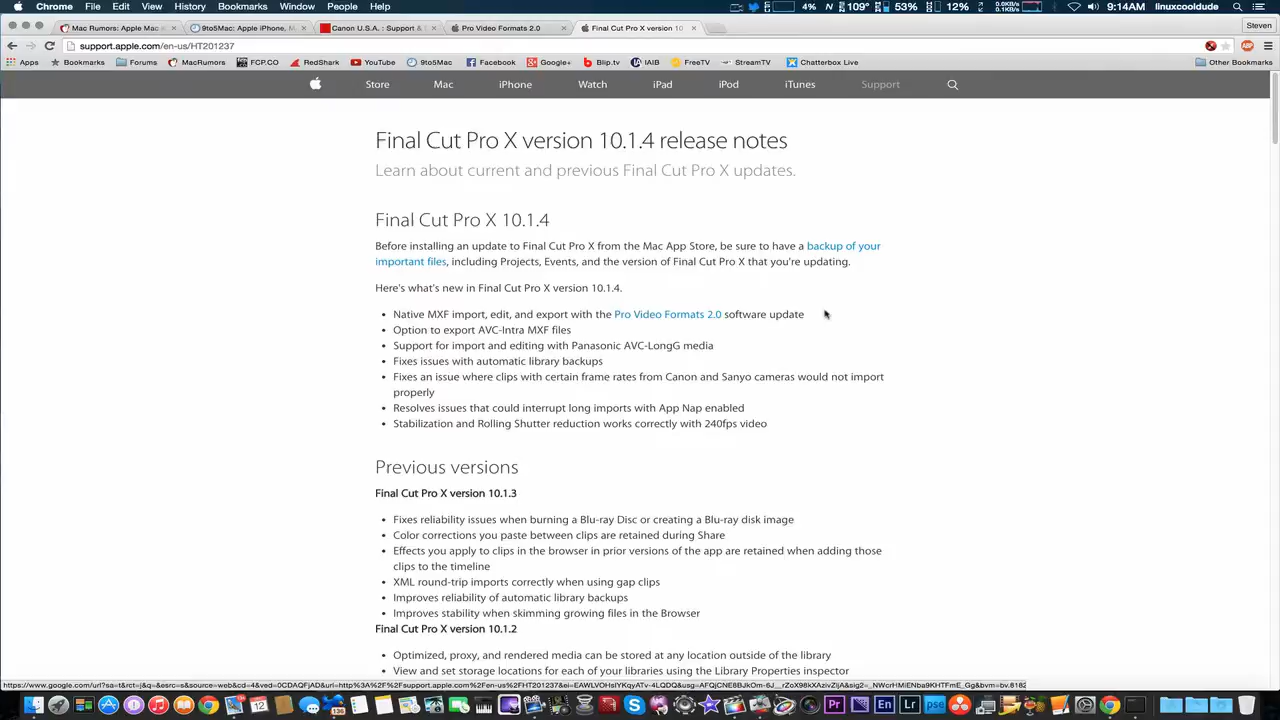 Chrome File Edit View History Bookmarks Window People Help
109° 53% 12% 0.0KB/s 0.1KB/s 9:14AM linuxcooldude
Mac Rumors: Apple Mac 9to5Mac: Apple iPhone, M Canon U.S.A. : Support & Pro Video Formats 2.0 Final Cut Pro X version 10 Steven
support.apple.com/en-us/HT201237
Apps Bookmarks Forums MacRumors FCP.CO RedShark YouTube 9to5Mac Facebook Google+ Blip.tv IAIB FreeTV StreamTV Chatterbox Live Other Bookmarks
Store Mac iPhone Watch iPad iPod iTunes Support
Final Cut Pro X version 10.1.4 release notes
Learn about current and previous Final Cut Pro X updates.
Final Cut Pro X 10.1.4
Before installing an update to Final Cut Pro X from the Mac App Store, be sure to have a backup of your
important files, including Projects, Events, and the version of Final Cut Pro X that you're updating.
Here's what's new in Final Cut Pro X version 10.1.4.
• Native MXF import, edit, and export with the Pro Video Formats 2.0 software update
• Option to export AVC-Intra MXF files
• Support for import and editing with Panasonic AVC-LongG media
• Fixes issues with automatic library backups
• Fixes an issue where clips with certain frame rates from Canon and Sanyo cameras would not import
properly
• Resolves issues that could interrupt long imports with App Nap enabled
• Stabilization and Rolling Shutter reduction works correctly with 240fps video
Previous versions
Final Cut Pro X version 10.1.3
• Fixes reliability issues when burning a Blu-ray Disc or creating a Blu-ray disk image
• Color corrections you paste between clips are retained during Share
• Effects you apply to clips in the browser in prior versions of the app are retained when adding those
clips to the timeline
• XML round-trip imports correctly when using gap clips
• Improves reliability of automatic library backups
• Improves stability when skimming growing files in the Browser
Final Cut Pro X version 10.1.2
• Optimized, proxy, and rendered media can be stored at any location outside of the library
• View and set storage locations for each of your libraries using the Library Properties inspector
12 136 Pr En Lr pse